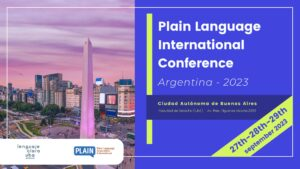 Plain Language
International
Conference
Argentina - 2023
Ciudad Autónoma de Buenos Aires
27th-28th-29th
september 2023
lenguaje
claro uba
PLAIN